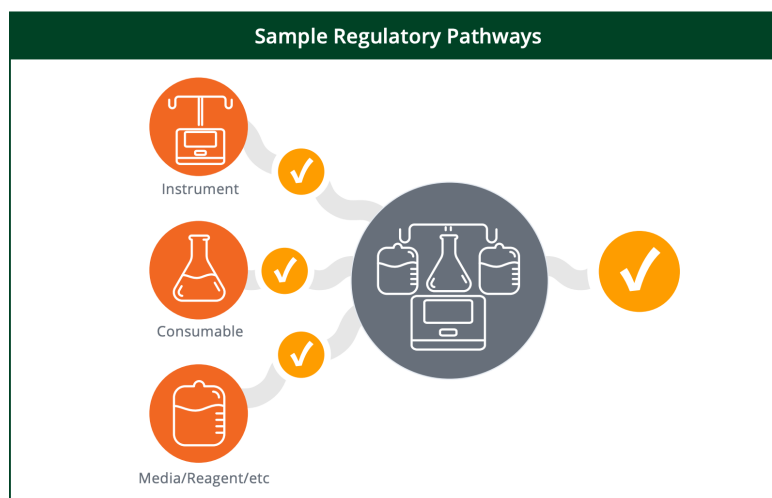 Sample Regulatory Pathways
Instrument
Consumable
Media/Reagent/etc